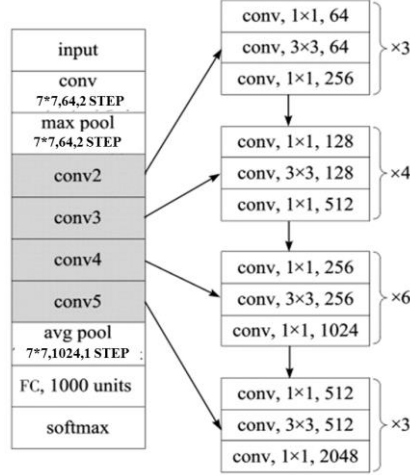 input
conv
7*7,64,2 STEP
max pool
7*7,64,2 STEP
conv2
conv3
conv4
conv5
avg pool
7*7,1024,1 STEP
FC, 1000 units
softmax
conv, 1×1, 64
conv, 3×3, 64
conv, 1×1, 256
×3
conv, 1×1, 128
conv, 3×3, 128
conv, 1×1, 512
×4
conv, 1×1, 256
conv, 3×3, 256
conv, 1×1, 1024
×6
conv, 1×1, 512
conv, 3×3, 512
conv, 1×1, 2048
×3